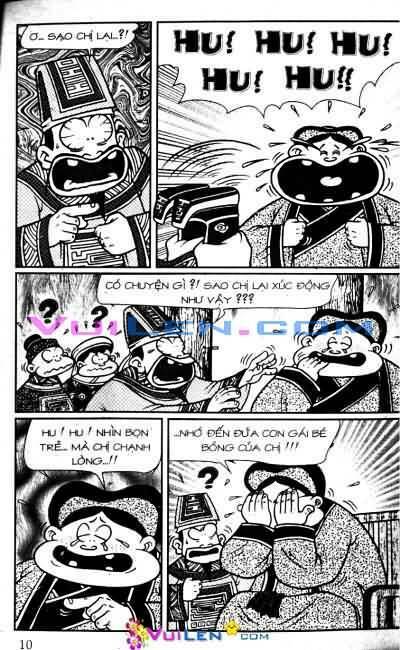 Ơ.. SAO CHỊ LẠI..?!
HU! HU! HU!
HU! HU!!
CÓ CHUYỆN GÌ ?! SAO CHỊ LẠI XÚC ĐỘNG
NHƯ VẬY ???
?
?
VUILEN.COM
HU ! HU ! NHÌN BỌN
TRẺ... MÀ CHỊ CHẠNH
LÒNG...!!
...NHỚ ĐẾN ĐỨA CON GÁI BÉ
BỎNG CỦA CHỊ !!!
?
10
VUILEN.COM